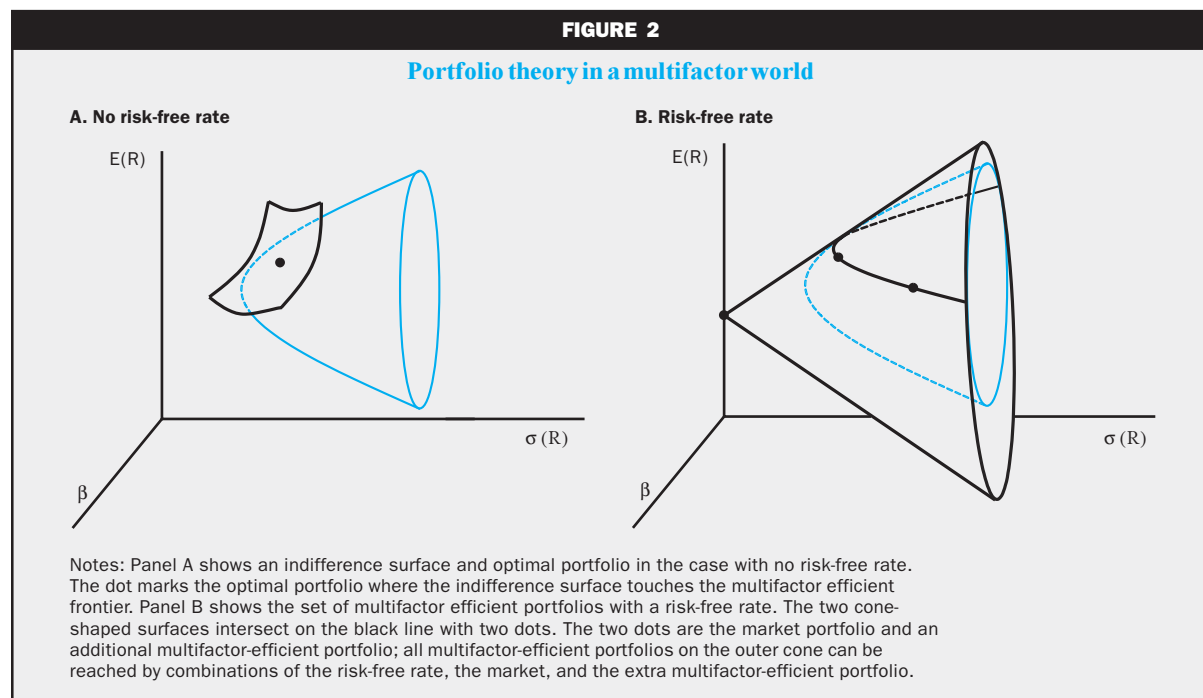 FIGURE 2
Portfolio theory in a multifactor world
A. No risk-free rate
B. Risk-free rate
E(R)
σ (R)
β
E(R)
σ (R)
β
Notes: Panel A shows an indifference surface and optimal portfolio in the case with no risk-free rate.
The dot marks the optimal portfolio where the indifference surface touches the multifactor efficient
frontier. Panel B shows the set of multifactor efficient portfolios with a risk-free rate. The two cone-
shaped surfaces intersect on the black line with two dots. The two dots are the market portfolio and an
additional multifactor-efficient portfolio; all multifactor-efficient portfolios on the outer cone can be
reached by combinations of the risk-free rate, the market, and the extra multifactor-efficient portfolio.